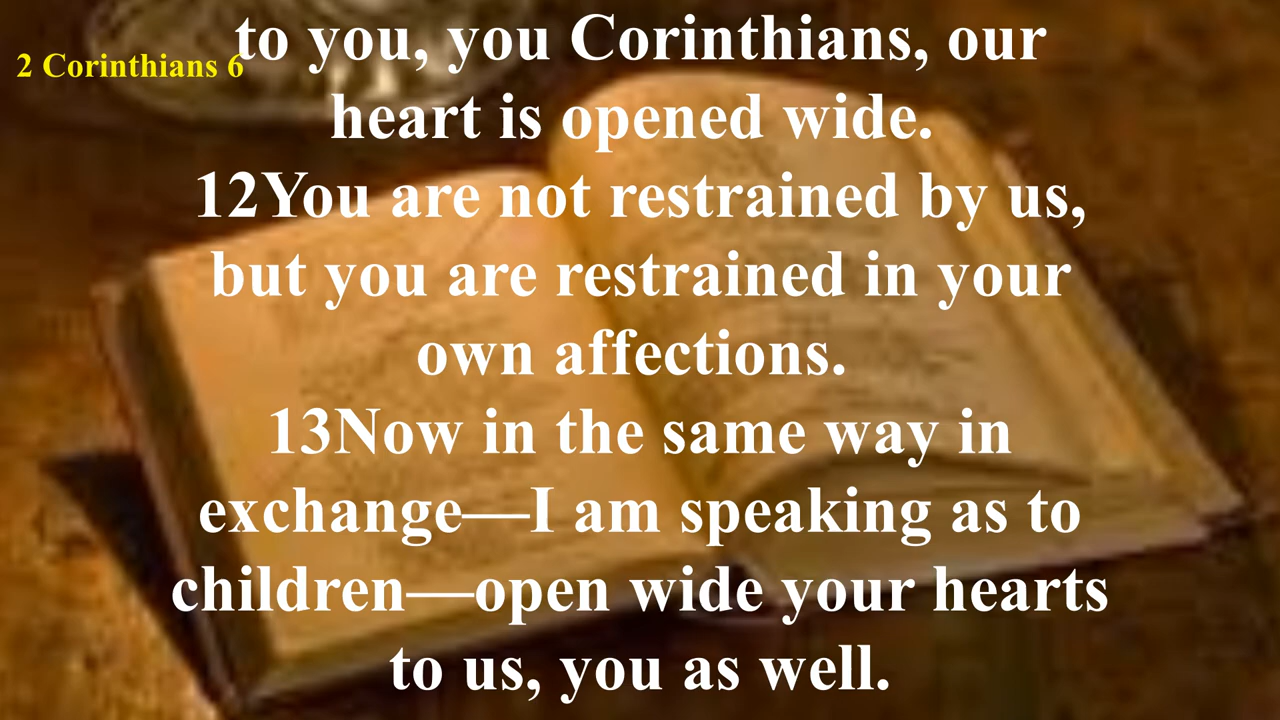 2 Corinthians 6
to you, you Corinthians, our
heart is opened wide.
12You are not restrained by us,
but you are restrained in your
own affections.
13Now in the same way in
exchange—I am speaking as to
children—open wide your hearts
to us, you as well.